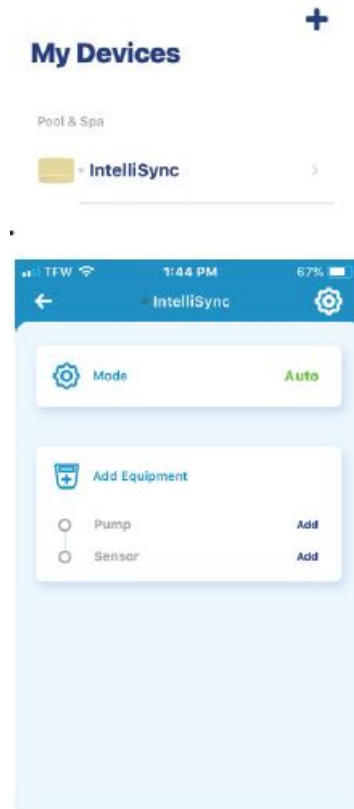 My Devices
Pool & Spa
IntelliSync
TFW 1:44 PM 67%
IntelliSync
Mode Auto
Add Equipment
Pump Add
Sensor Add